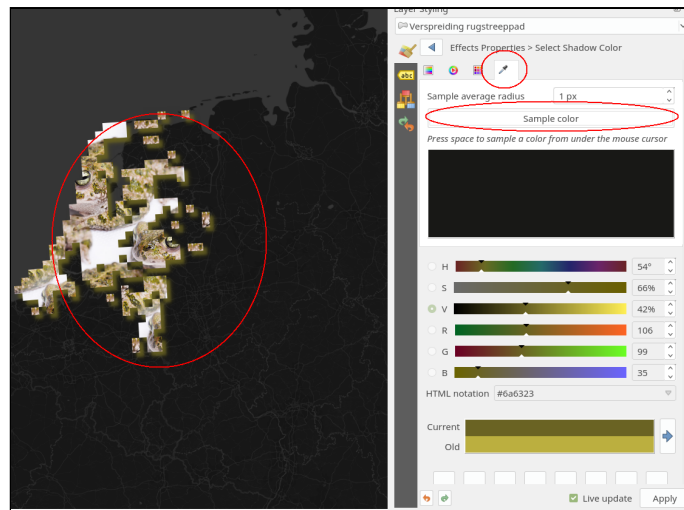 Layer Styling
Verspreiding rugstreeppad
Effects Properties > Select Shadow Color
abc
Sample average radius 1 px
Sample color
Press space to sample a color from under the mouse cursor
H 54°
S 66%
V 42%
R 106
G 99
B 35
HTML notation #6a6323
Current
Old
Live update Apply